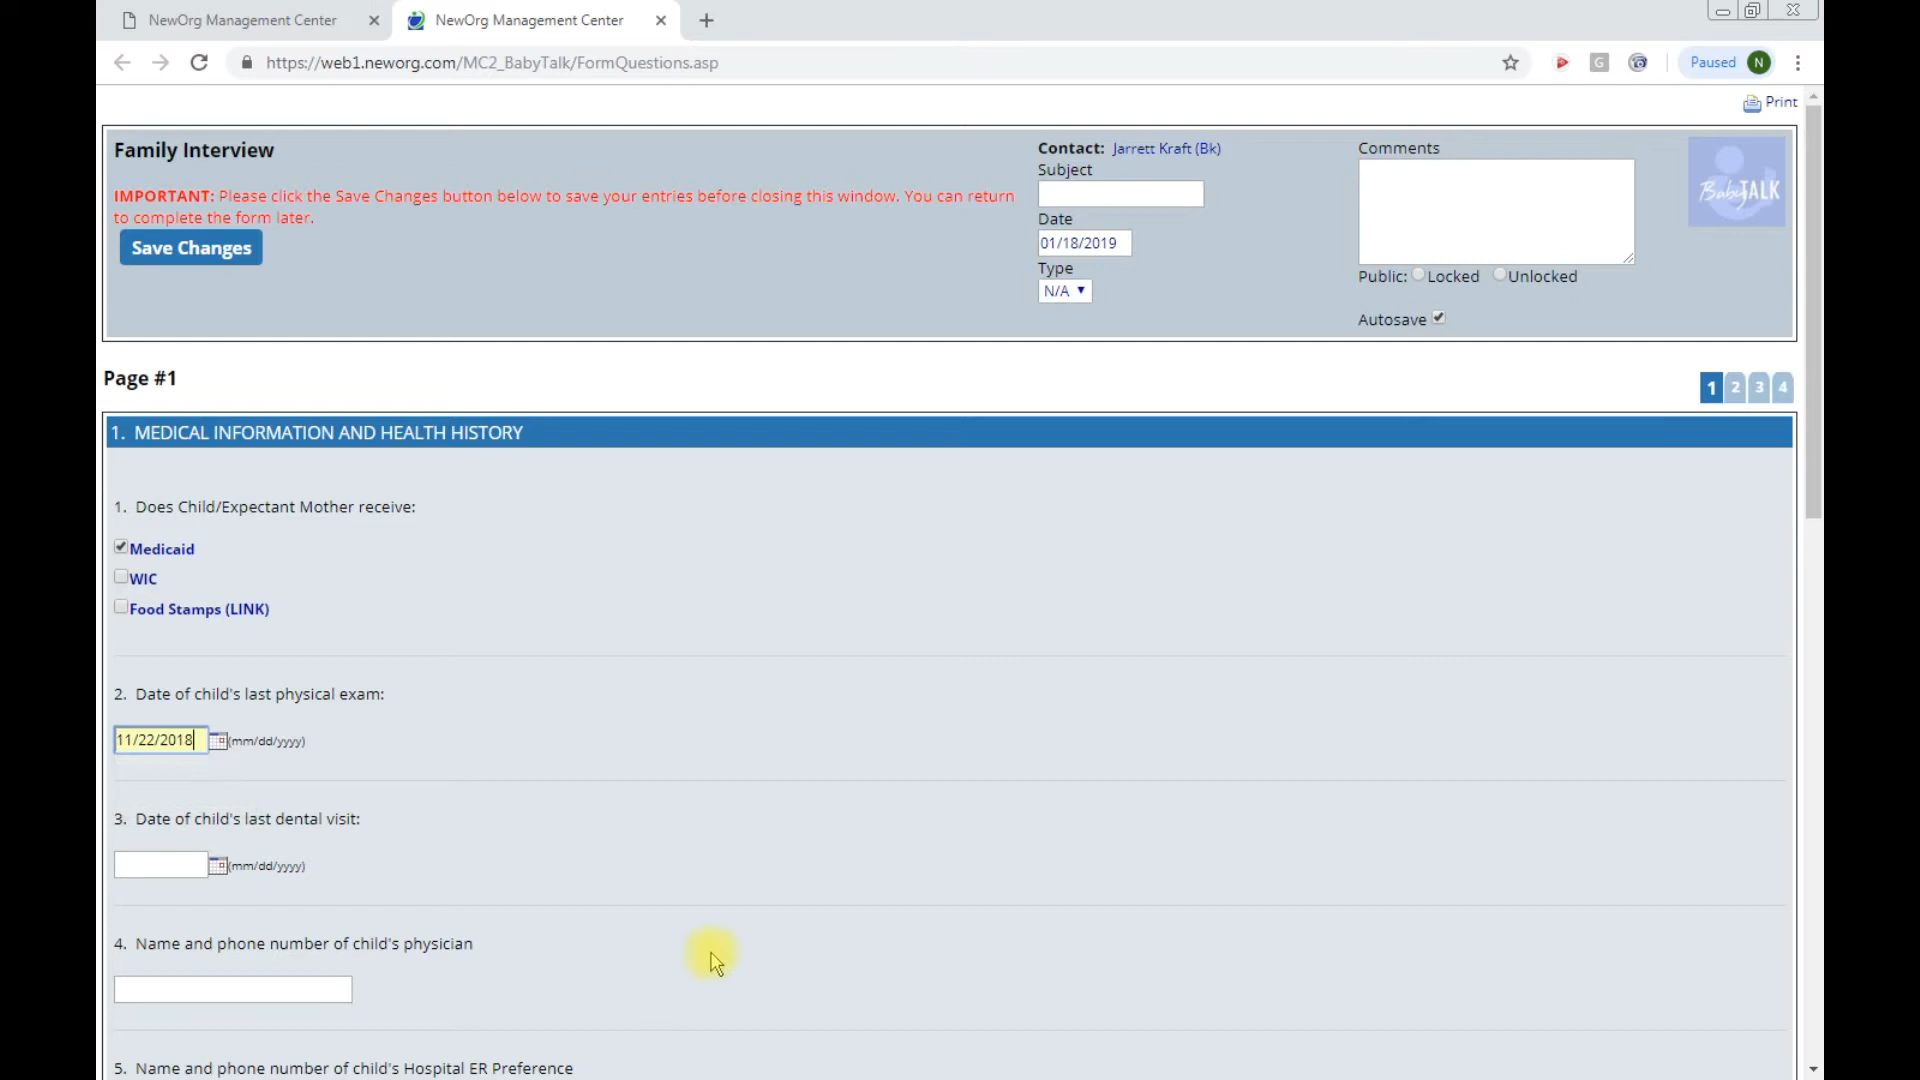 NewOrg Management Center
NewOrg Management Center
https://web1.neworg.com/MC2_BabyTalk/FormQuestions.asp
G
Paused N
Print
Family Interview
IMPORTANT: Please click the Save Changes button below to save your entries before closing this window. You can return
to complete the form later.
Save Changes
Contact: Jarrett Kraft (Bk)
Subject
Date
01/18/2019
Type
N/A
Comments
Public: Locked Unlocked
Autosave
BabyTALK
Page #1
1 2 3 4
1. MEDICAL INFORMATION AND HEALTH HISTORY
1. Does Child/Expectant Mother receive:
Medicaid
WIC
Food Stamps (LINK)
2. Date of child's last physical exam:
11/22/2018 (mm/dd/yyyy)
3. Date of child's last dental visit:
(mm/dd/yyyy)
4. Name and phone number of child's physician
5. Name and phone number of child's Hospital ER Preference